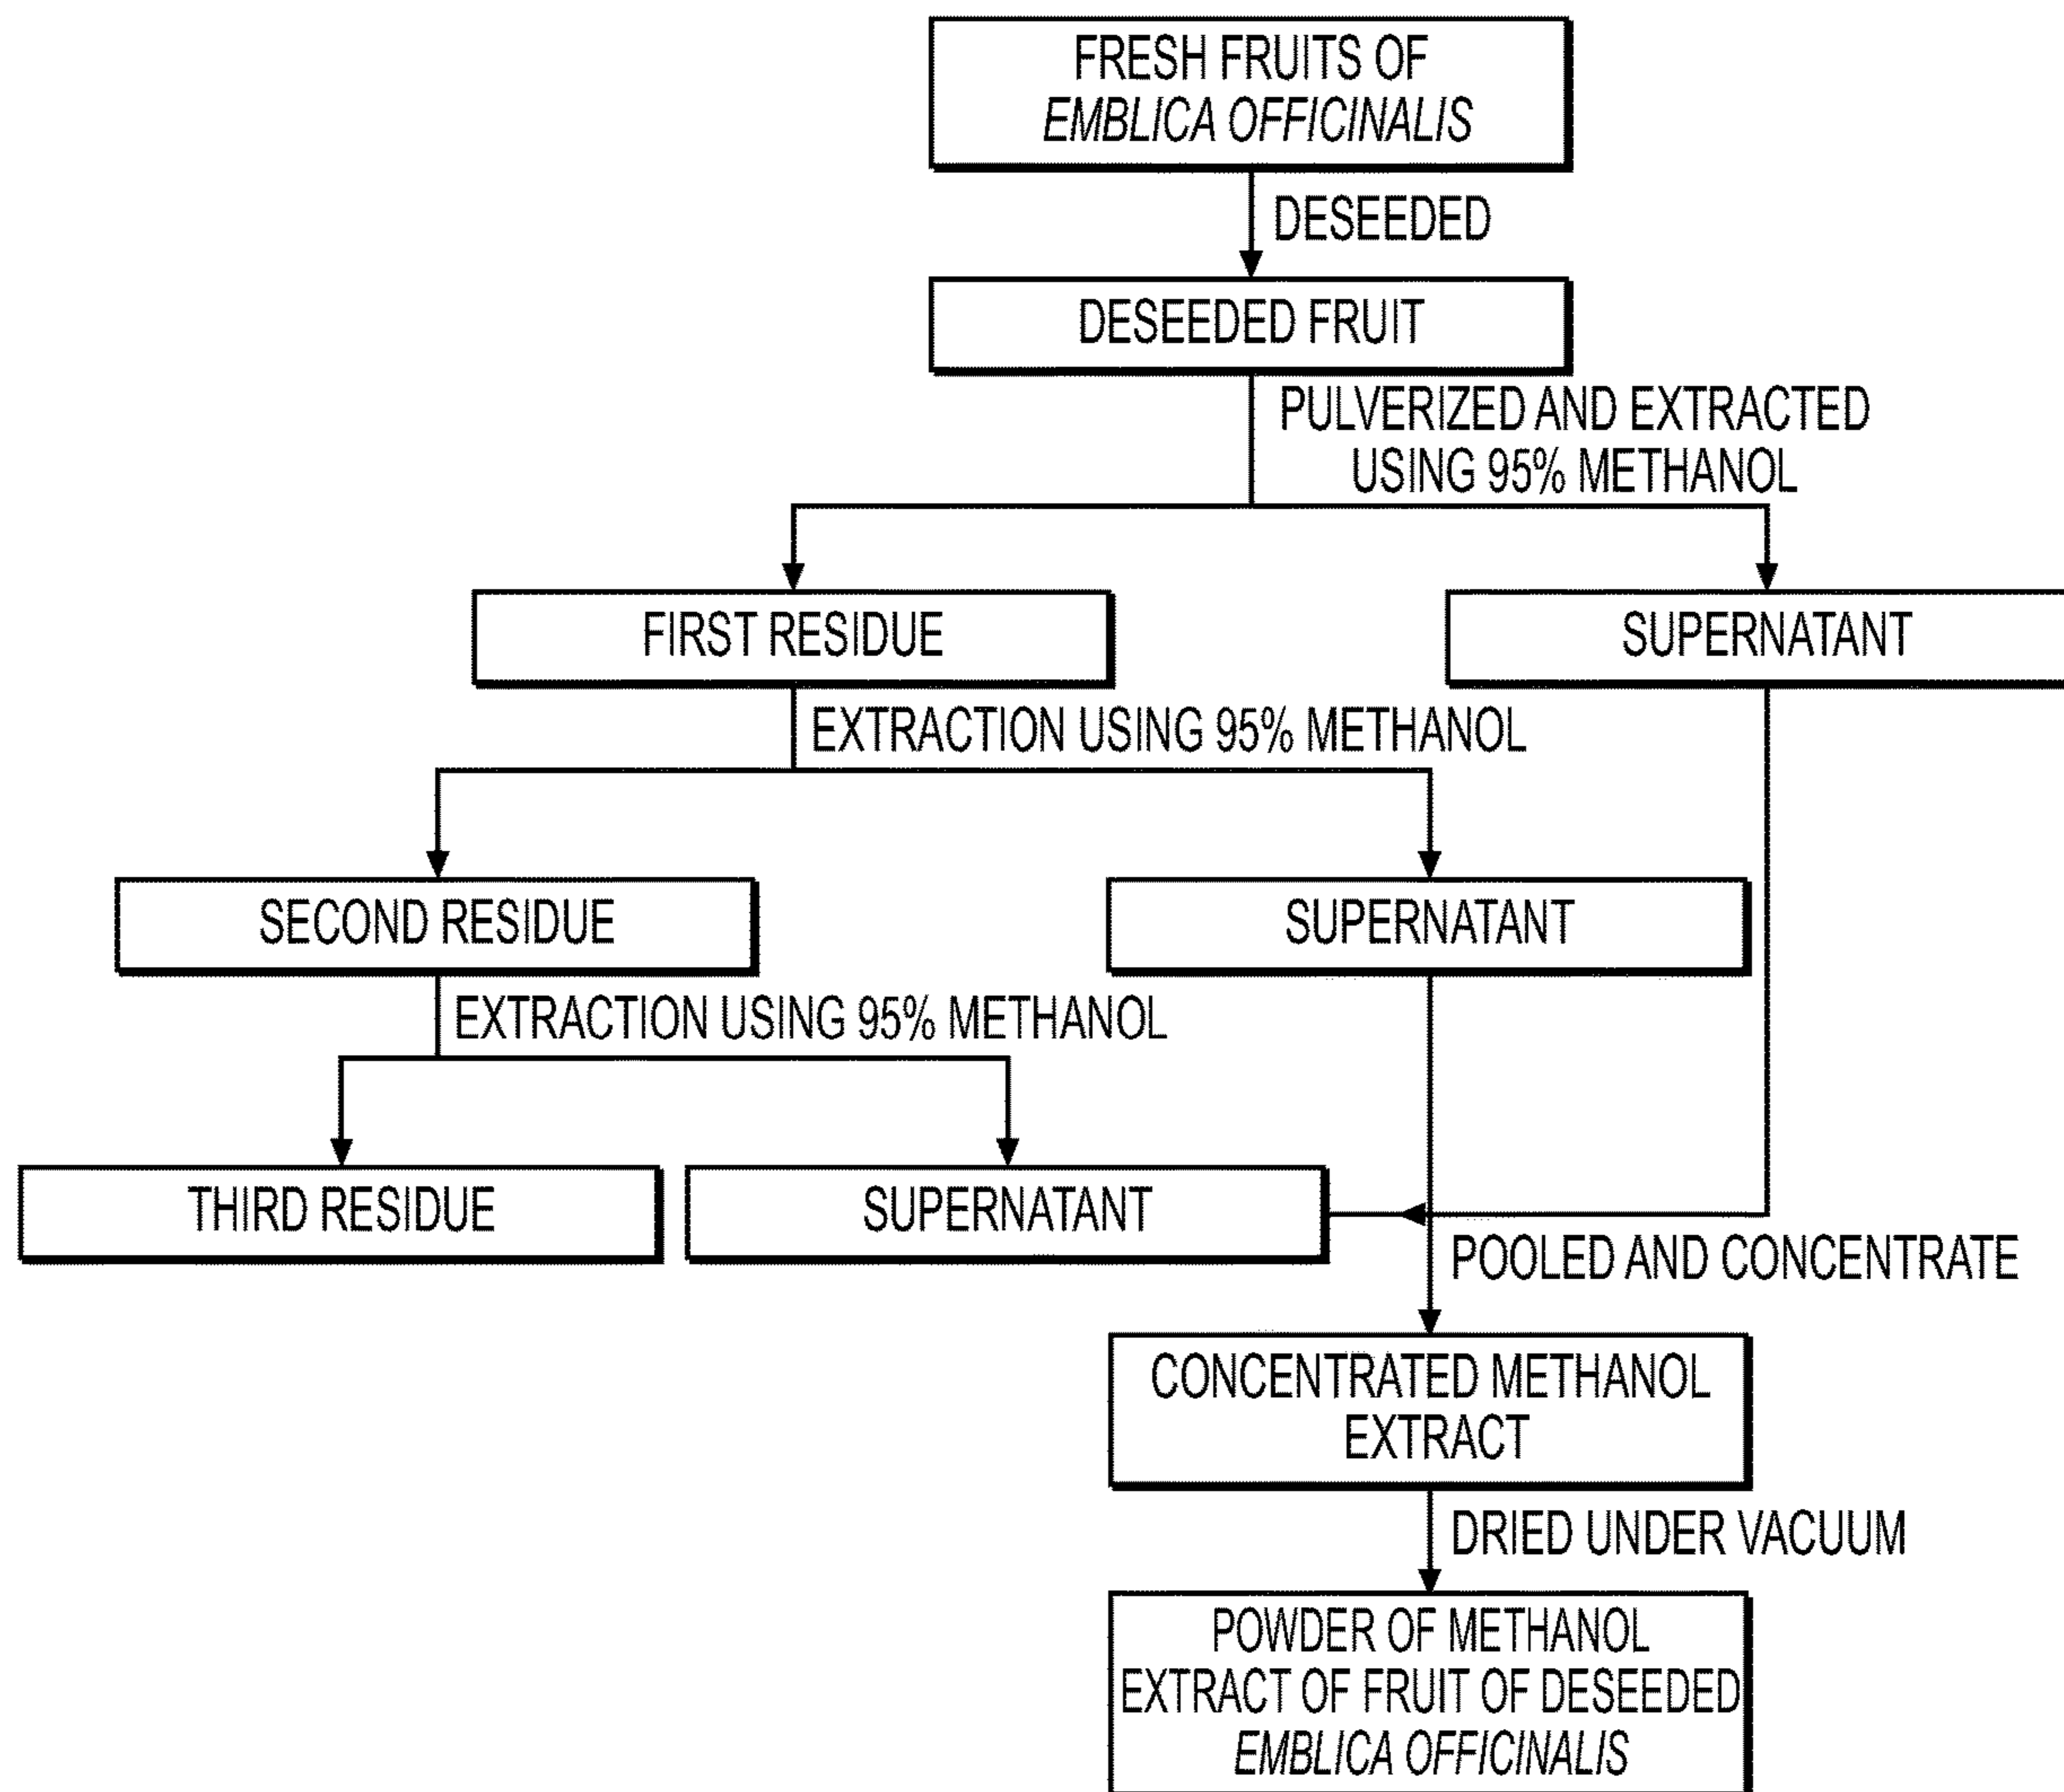 FRESH FRUITS OF
EMBLICA OFFICINALIS
DESEEDED
DESEEDED FRUIT
PULVERIZED AND EXTRACTED
USING 95% METHANOL
FIRST RESIDUE
SUPERNATANT
EXTRACTION USING 95% METHANOL
SECOND RESIDUE
SUPERNATANT
EXTRACTION USING 95% METHANOL
THIRD RESIDUE
SUPERNATANT
POOLED AND CONCENTRATE
CONCENTRATED METHANOL
EXTRACT
DRIED UNDER VACUUM
POWDER OF METHANOL
EXTRACT OF FRUIT OF DESEEDED
EMBLICA OFFICINALIS